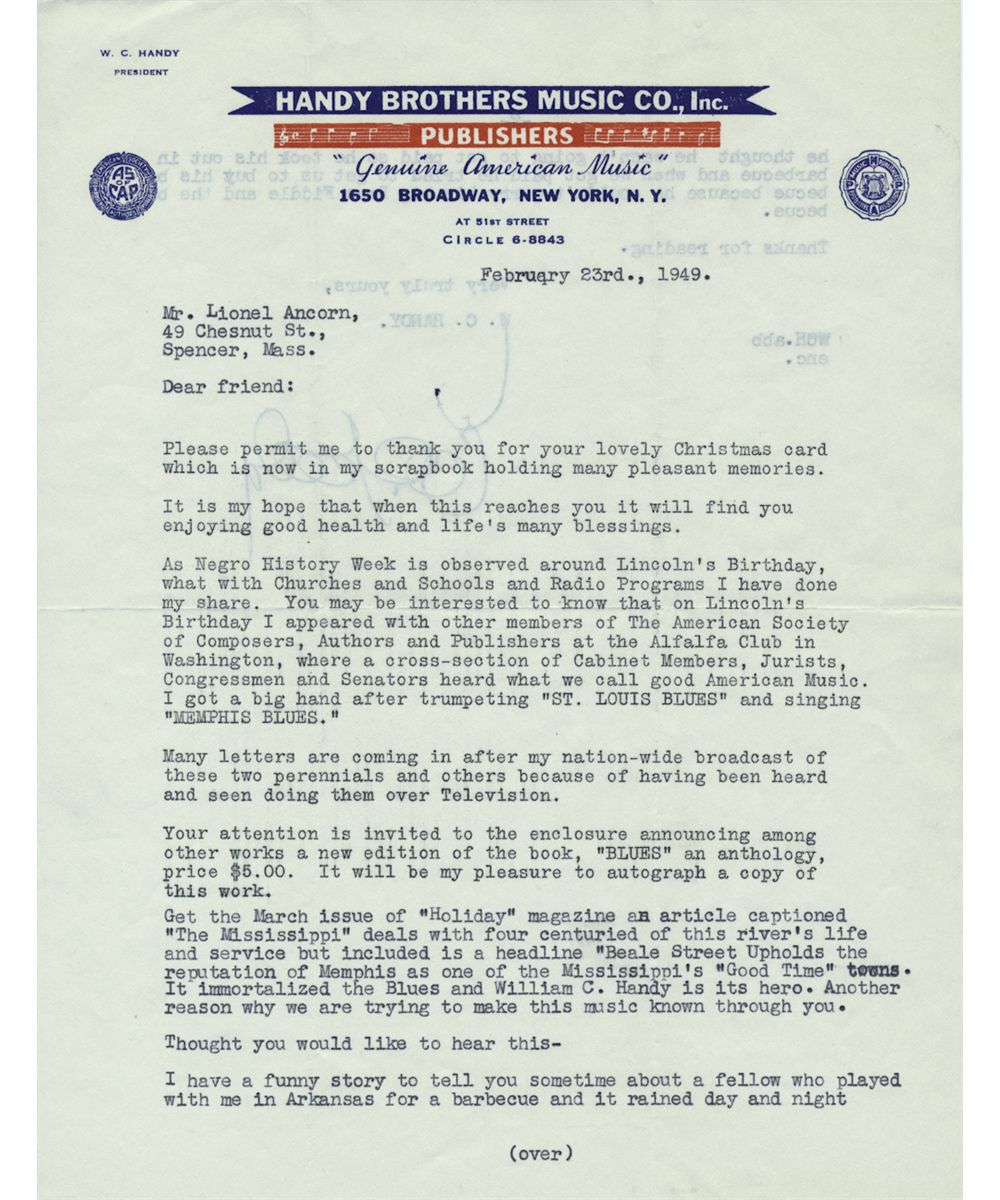 W. C. HANDY
PRESIDENT
HANDY BROTHERS MUSIC CO., Inc.
PUBLISHERS
"Genuine American Music"
1650 BROADWAY, NEW YORK, N. Y.
AT 51ST STREET
CIRCLE 6-8843
AS
OF
CAP
February 23rd., 1949.
Mr. Lionel Ancorn,
49 Chesnut St.,
Spencer, Mass.
Dear friend:
Please permit me to thank you for your lovely Christmas card
which is now in my scrapbook holding many pleasant memories.
It is my hope that when this reaches you it will find you
enjoying good health and life's many blessings.
As Negro History Week is observed around Lincoln's Birthday,
what with Churches and Schools and Radio Programs I have done
my share. You may be interested to know that on Lincoln's
Birthday I appeared with other members of The American Society
of Composers, Authors and Publishers at the Alfalfa Club in
Washington, where a cross-section of Cabinet Members, Jurists,
Congressmen and Senators heard what we call good American Music.
I got a big hand after trumpeting "ST. LOUIS BLUES" and singing
"MEMPHIS BLUES."
Many letters are coming in after my nation-wide broadcast of
these two perennials and others because of having been heard
and seen doing them over Television.
Your attention is invited to the enclosure announcing among
other works a new edition of the book, "BLUES" an anthology,
price $5.00. It will be my pleasure to autograph a copy of
this work.
Get the March issue of "Holiday" magazine an article captioned
"The Mississippi" deals with four centuried of this river's life
and service but included is a headline "Beale Street Upholds the
reputation of Memphis as one of the Mississippi's "Good Time" towns.
It immortalized the Blues and William C. Handy is its hero. Another
reason why we are trying to make this music known through you.
Thought you would like to hear this-
I have a funny story to tell you sometime about a fellow who played
with me in Arkansas for a barbecue and it rained day and night
(over)